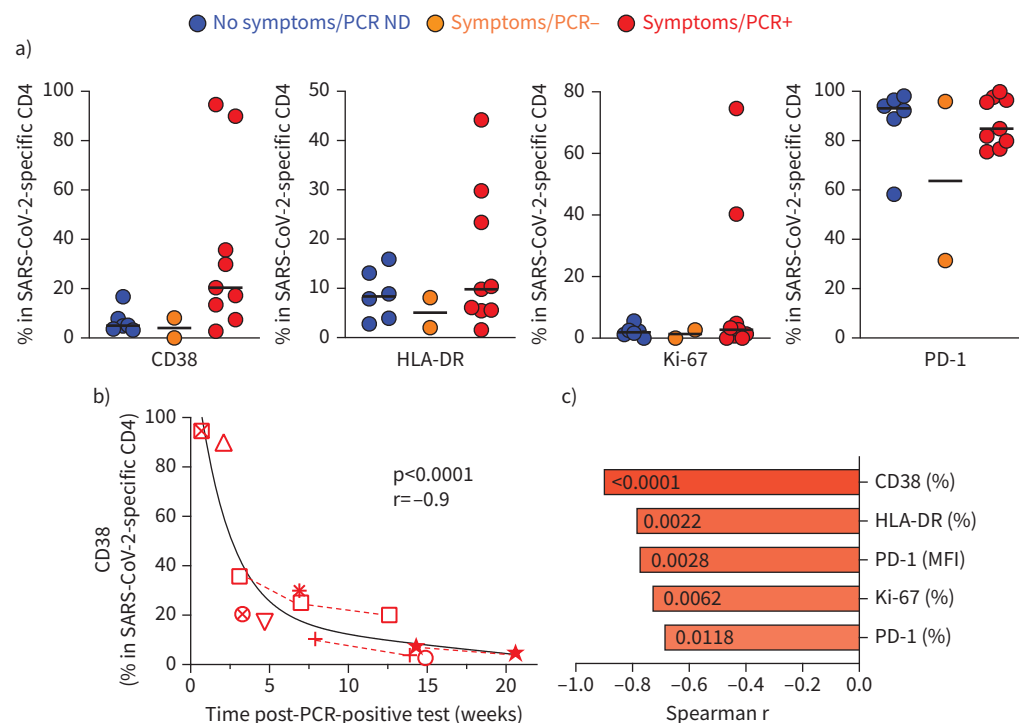 No symptoms/PCR ND Symptoms/PCR– Symptoms/PCR+
a)
% in SARS-CoV-2-specific CD4
100
80
60
40
20
0
CD38
% in SARS-CoV-2-specific CD4
50
40
30
20
10
0
HLA-DR
% in SARS-CoV-2-specific CD4
80
60
40
20
0
Ki-67
% in SARS-CoV-2-specific CD4
100
80
60
40
20
0
PD-1
b)
CD38
(% in SARS-CoV-2-specific CD4)
100
80
60
40
20
0
p<0.0001
r=–0.9
0 5 10 15 20
Time post-PCR-positive test (weeks)
c)
<0.0001 CD38 (%)
0.0022 HLA-DR (%)
0.0028 PD-1 (MFI)
0.0062 Ki-67 (%)
0.0118 PD-1 (%)
–1.0 –0.8 –0.6 –0.4 –0.2 0.0
Spearman r